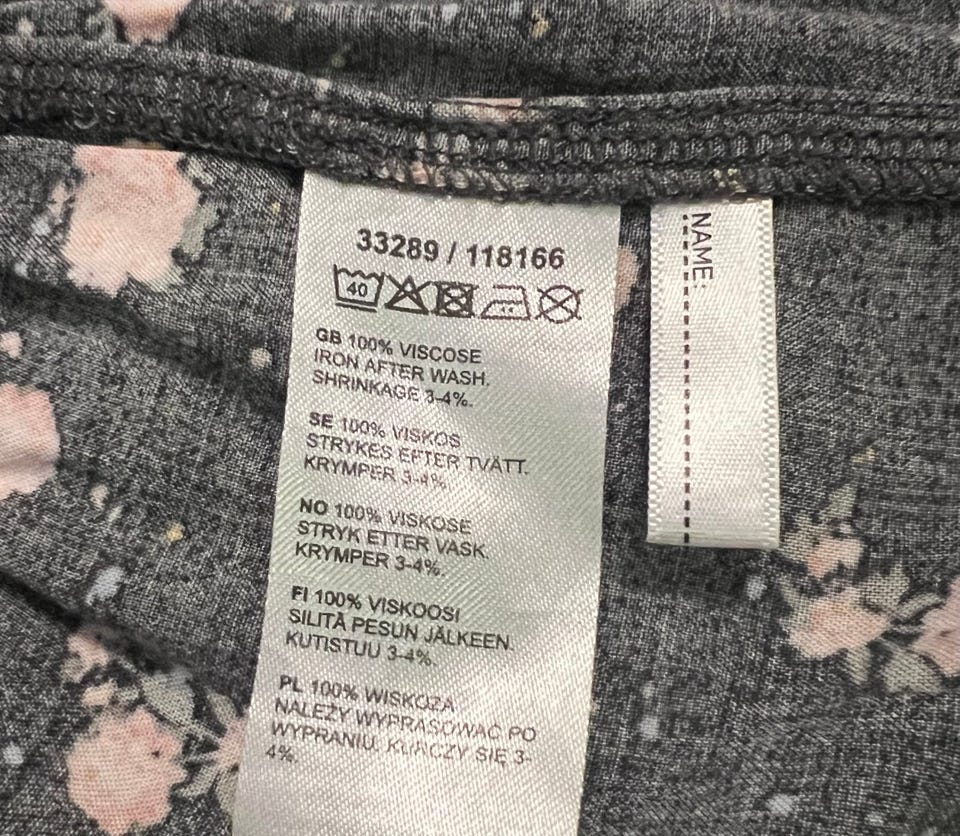 33289 / 118166
40
GB 100% VISCOSE
IRON AFTER WASH.
SHRINKAGE 3-4%.
SE 100% VISKOS
STRYKES EFTER TVÄTT.
KRYMPER 3-4%
NO 100% VISKOSE
STRYK ETTER VASK.
KRYMPER 3-4%.
FI 100% VISKOOSI
SILITÄ PESUN JÄLKEEN.
KUTISTUU 3-4%.
PL 100% WISKOZA
NALEŻY WYPRASOWAĆ PO
WYPRANIU. KURCZY SIĘ 3-
4%.
NAME: